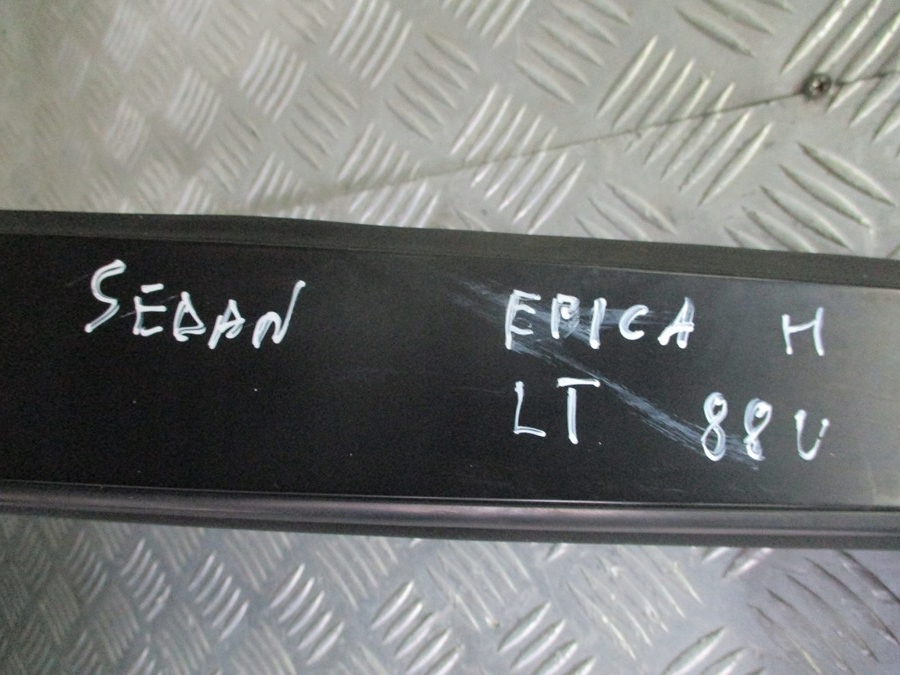 SEDAN EPICA H
LT 88U